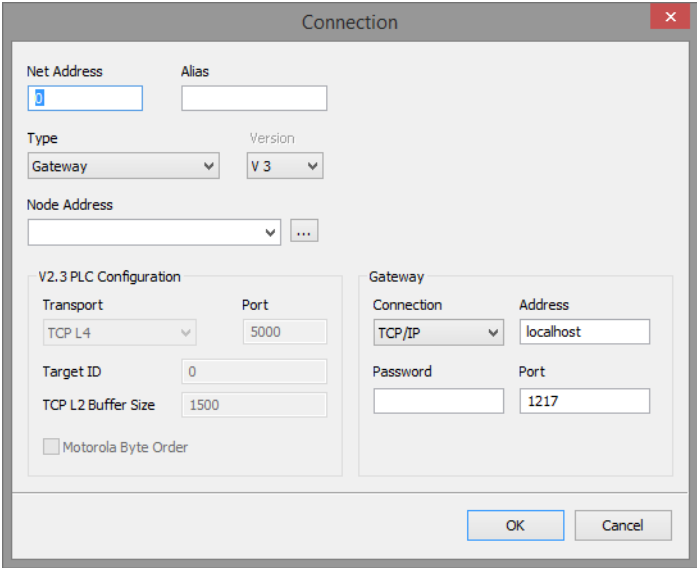 Connection
Net Address Alias
0
Type Version
Gateway V 3
Node Address
...
V2.3 PLC Configuration
Transport Port
TCP L4 5000
Target ID 0
TCP L2 Buffer Size 1500
Motorola Byte Order
Gateway
Connection Address
TCP/IP localhost
Password Port
1217
OK Cancel